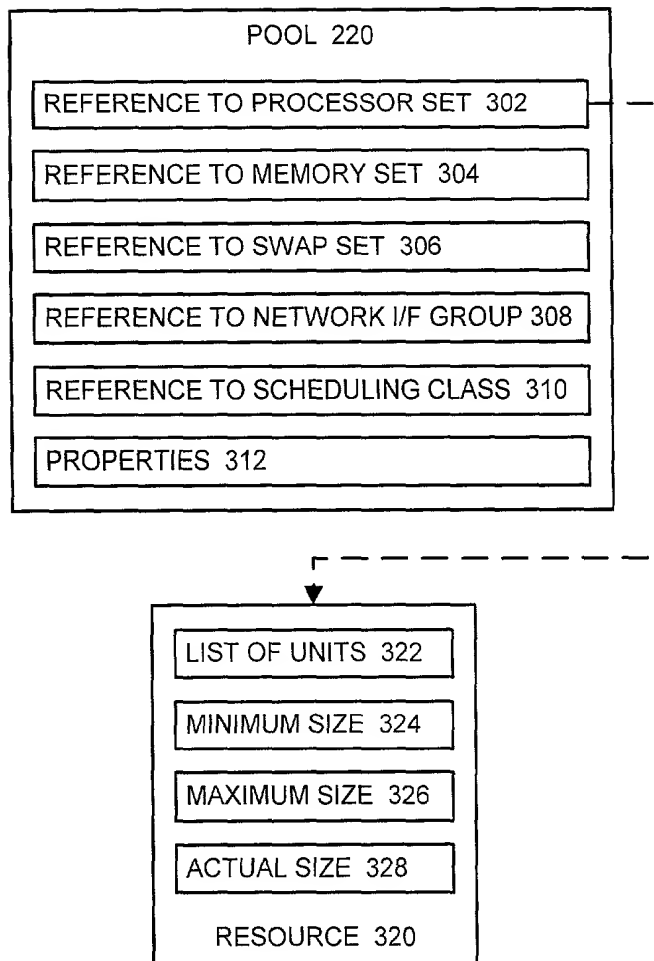 POOL 220
REFERENCE TO PROCESSOR SET 302
REFERENCE TO MEMORY SET 304
REFERENCE TO SWAP SET 306
REFERENCE TO NETWORK I/F GROUP 308
REFERENCE TO SCHEDULING CLASS 310
PROPERTIES 312
LIST OF UNITS 322
MINIMUM SIZE 324
MAXIMUM SIZE 326
ACTUAL SIZE 328
RESOURCE 320